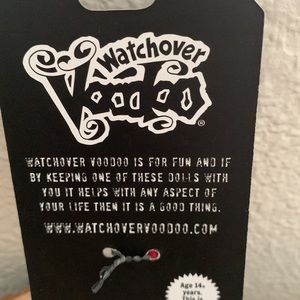 Watchover
Voodoo®
WATCHOVER VOODOO IS FOR FUN AND IF
BY KEEPING ONE OF THESE DOLLS WITH
YOU IT HELPS WITH ANY ASPECT OF
YOUR LIFE THEN IT IS A GOOD THING.
WWW.WATCHOVERVOODOO.COM
Age 14+
years.
This is